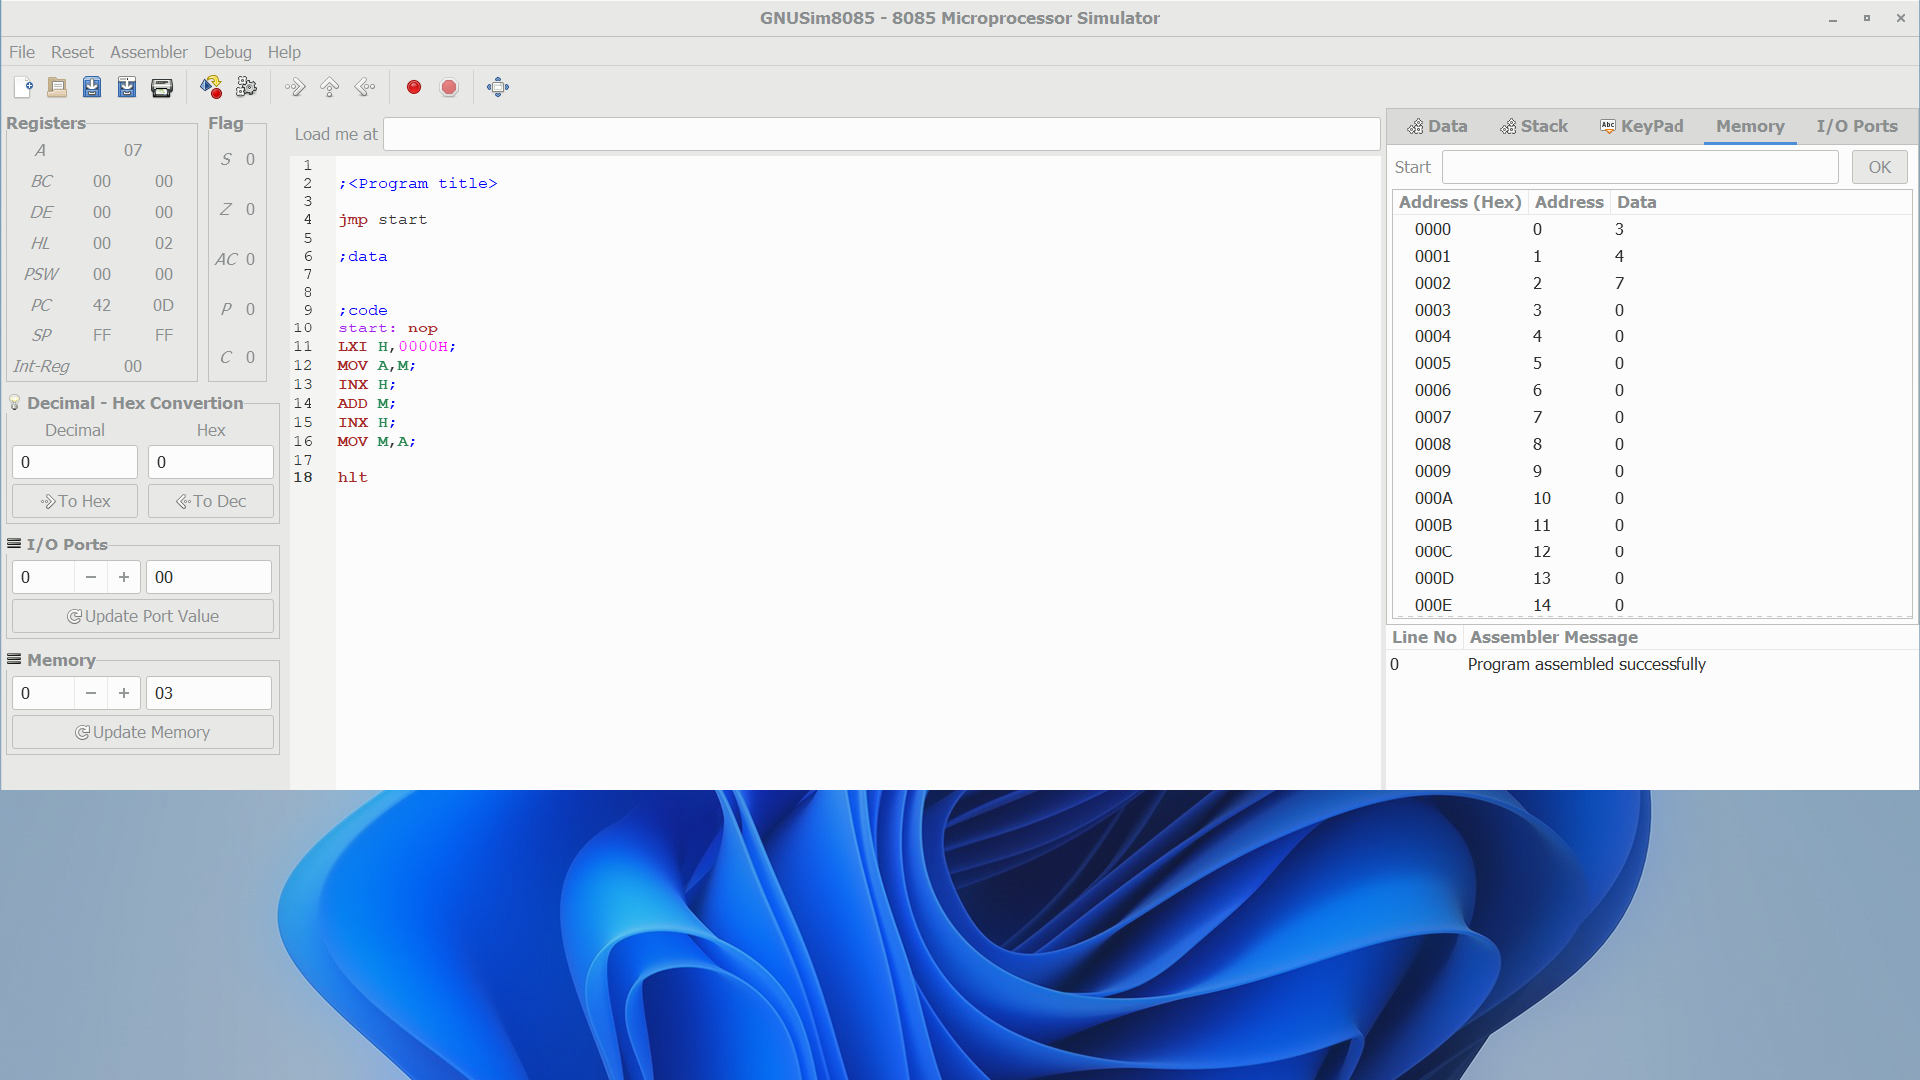 GNUSim8085 - 8085 Microprocessor Simulator
File Reset Assembler Debug Help
Registers
A 07
BC 00 00
DE 00 00
HL 00 02
PSW 00 00
PC 42 0D
SP FF FF
Int-Reg 00
Flag
S 0
Z 0
AC 0
P 0
C 0
Decimal - Hex Convertion
Decimal Hex
0 0
To Hex To Dec
I/O Ports
0 − + 00
Update Port Value
Memory
0 − + 03
Update Memory
Load me at
1
2 ;<Program title>
3
4 jmp start
5
6 ;data
7
8
9 ;code
10 start: nop
11 LXI H,0000H;
12 MOV A,M;
13 INX H;
14 ADD M;
15 INX H;
16 MOV M,A;
17
18 hlt
Data Stack Abc KeyPad Memory I/O Ports
Start OK
Address (Hex) Address Data
0000 0 3
0001 1 4
0002 2 7
0003 3 0
0004 4 0
0005 5 0
0006 6 0
0007 7 0
0008 8 0
0009 9 0
000A 10 0
000B 11 0
000C 12 0
000D 13 0
000E 14 0
Line No Assembler Message
0 Program assembled successfully